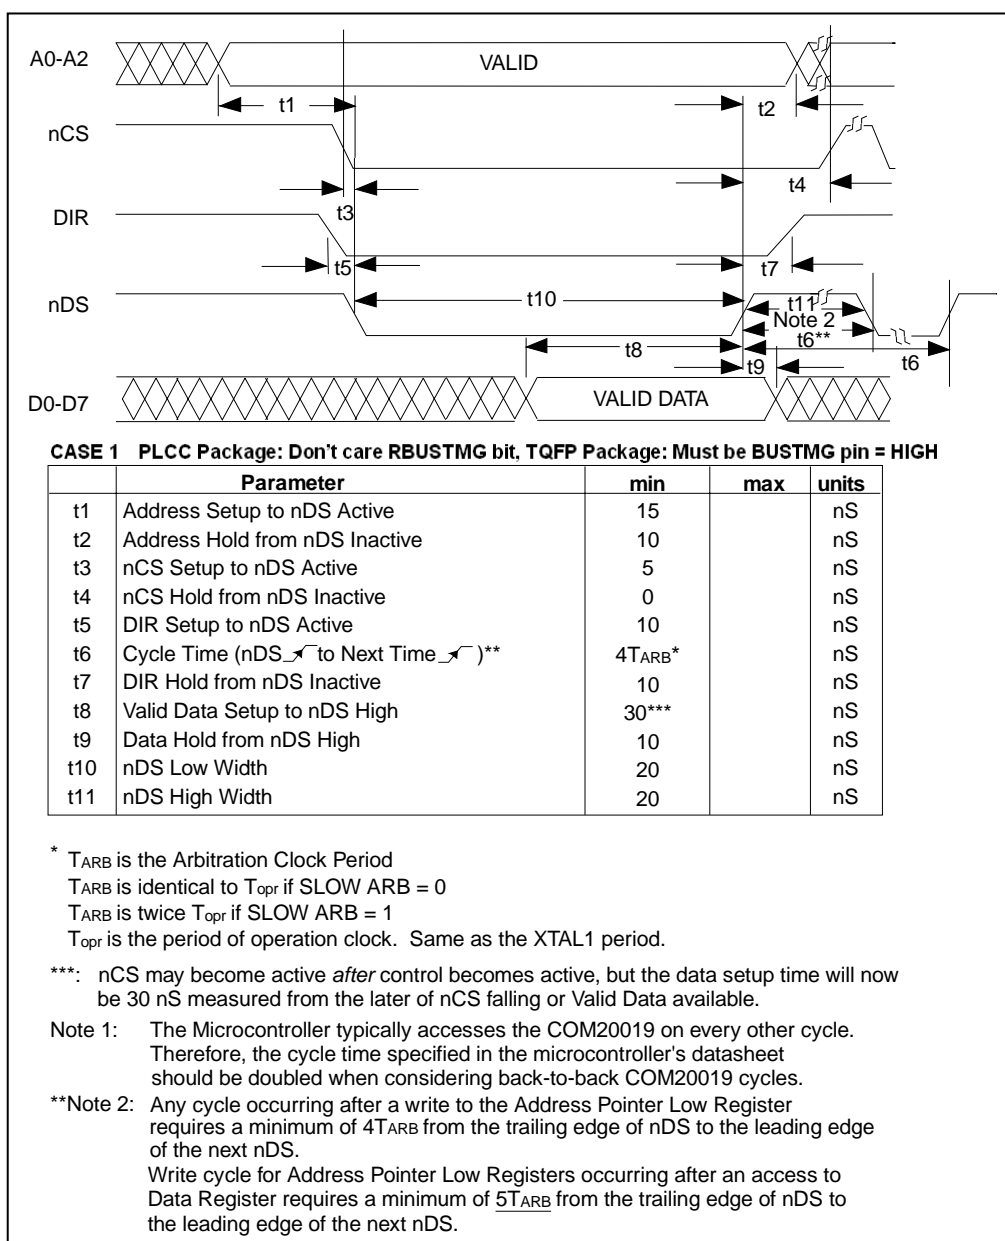 A0-A2
VALID
t1
t2
nCS
t3
t4
DIR
t5
t7
nDS
t10
t11
Note 2
t6**
t8
t6
t9
D0-D7
VALID DATA
CASE 1 PLCC Package: Don't care RBUSTMG bit, TQFP Package: Must be BUSTMG pin = HIGH
Parameter min max units
t1 Address Setup to nDS Active 15 nS
t2 Address Hold from nDS Inactive 10 nS
t3 nCS Setup to nDS Active 5 nS
t4 nCS Hold from nDS Inactive 0 nS
t5 DIR Setup to nDS Active 10 nS
t6 Cycle Time (nDS to Next Time )** 4TARB* nS
t7 DIR Hold from nDS Inactive 10 nS
t8 Valid Data Setup to nDS High 30*** nS
t9 Data Hold from nDS High 10 nS
t10 nDS Low Width 20 nS
t11 nDS High Width 20 nS
* TARB is the Arbitration Clock Period
TARB is identical to Topr if SLOW ARB = 0
TARB is twice Topr if SLOW ARB = 1
Topr is the period of operation clock. Same as the XTAL1 period.
***: nCS may become active after control becomes active, but the data setup time will now
be 30 nS measured from the later of nCS falling or Valid Data available.
Note 1: The Microcontroller typically accesses the COM20019 on every other cycle.
Therefore, the cycle time specified in the microcontroller's datasheet
should be doubled when considering back-to-back COM20019 cycles.
**Note 2: Any cycle occurring after a write to the Address Pointer Low Register
requires a minimum of 4TARB from the trailing edge of nDS to the leading edge
of the next nDS.
Write cycle for Address Pointer Low Registers occurring after an access to
Data Register requires a minimum of 5TARB from the trailing edge of nDS to
the leading edge of the next nDS.